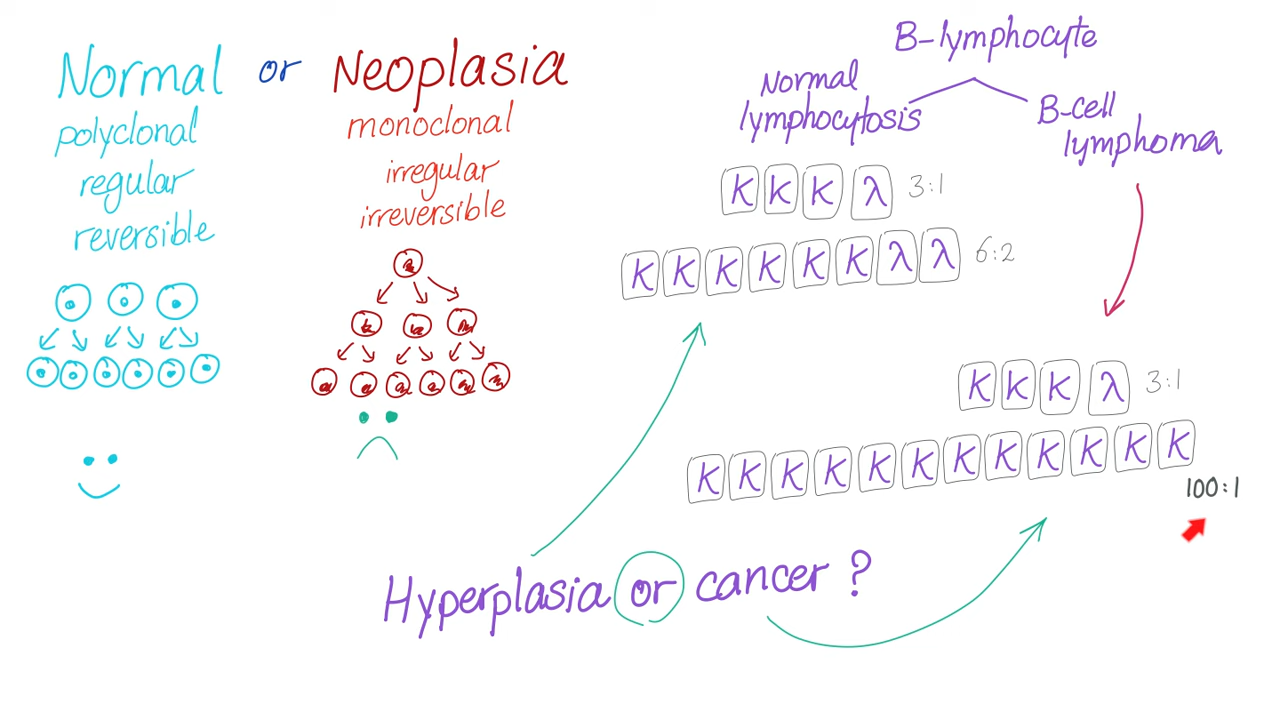 Normal or Neoplasia
polyclonal
regular
reversible
monoclonal
irregular
irreversible
B-lymphocyte
Normal
lymphocytosis
B-cell
lymphoma
K K K λ 3:1
K K K K K K λ λ 6:2
K K K λ 3:1
K K K K K K K K K K K K
100:1
Hyperplasia or cancer ?